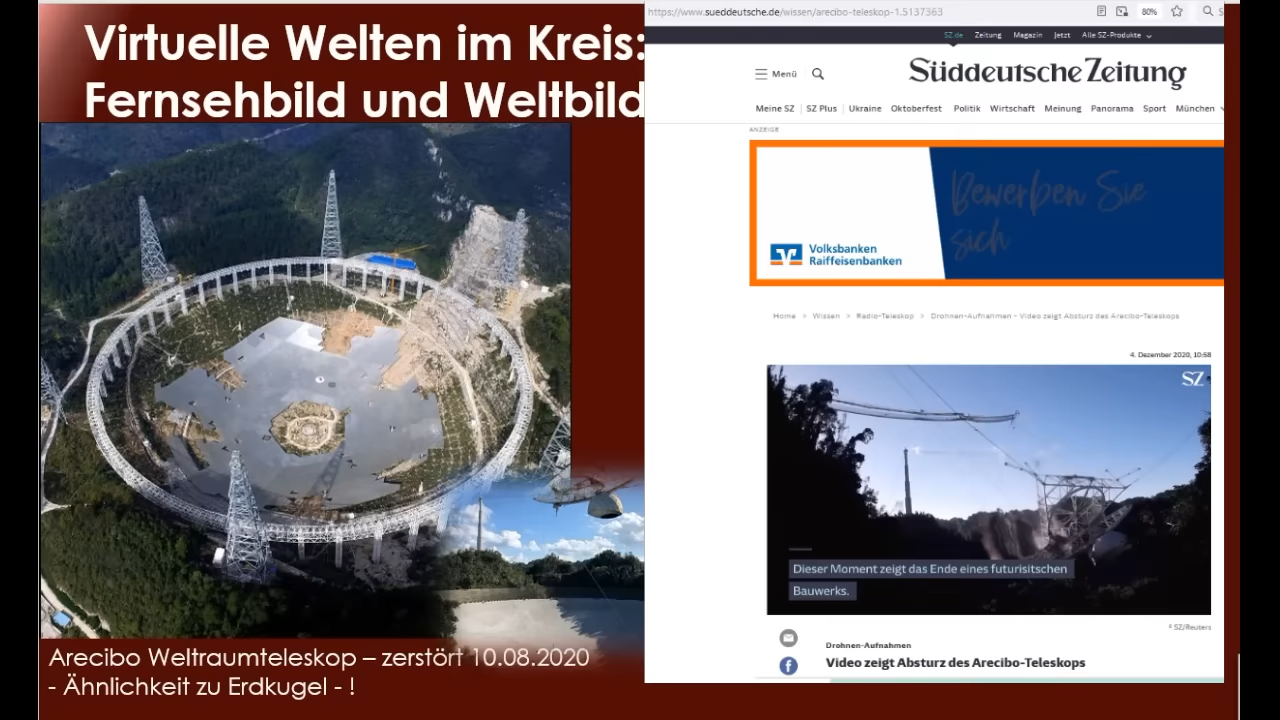 Virtuelle Welten im Kreis:
Fernsehbild und Weltbild
Arecibo Weltraumteleskop – zerstört 10.08.2020
- Ähnlichkeit zu Erdkugel - !
https://www.sueddeutsche.de/wissen/arecibo-teleskop-1.5137363
80%
S
SZ.de Zeitung Magazin Jetzt Alle SZ-Produkte
Menü
Süddeutsche Zeitung
Meine SZ SZ Plus Ukraine Oktoberfest Politik Wirtschaft Meinung Panorama Sport München
ANZEIGE
Bewerben Sie
sich
Volksbanken
Raiffeisenbanken
Home > Wissen > Radio-Teleskop > Drohnen-Aufnahmen - Video zeigt Absturz des Arecibo-Teleskops
4. Dezember 2020, 10:58
SZ
Dieser Moment zeigt das Ende eines futurisitschen
Bauwerks.
© SZ/Reuters
Drohnen-Aufnahmen
Video zeigt Absturz des Arecibo-Teleskops